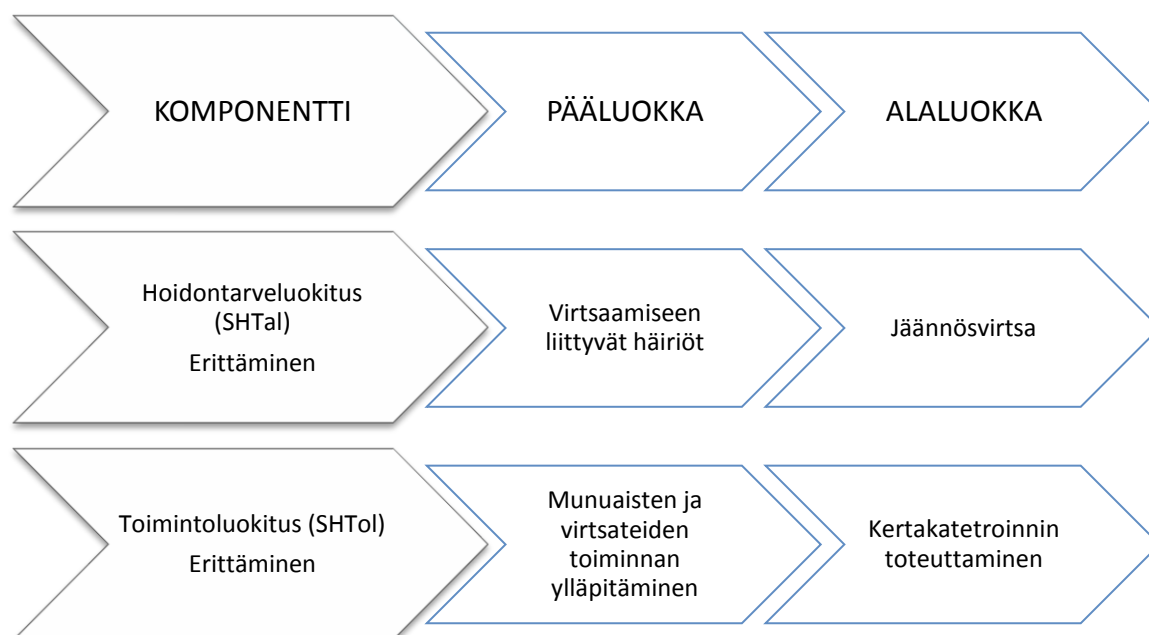 KOMPONENTTI
PÄÄLUOKKA
ALALUOKKA
Hoidontarveluokitus
(SHTal)
Erittäminen
Virtsaamiseen
liittyvät häiriöt
Jäännösvirtsa
Toimintoluokitus (SHTol)
Erittäminen
Munuaisten ja
virtsateiden
toiminnan
ylläpitäminen
Kertakatetroinnin
toteuttaminen